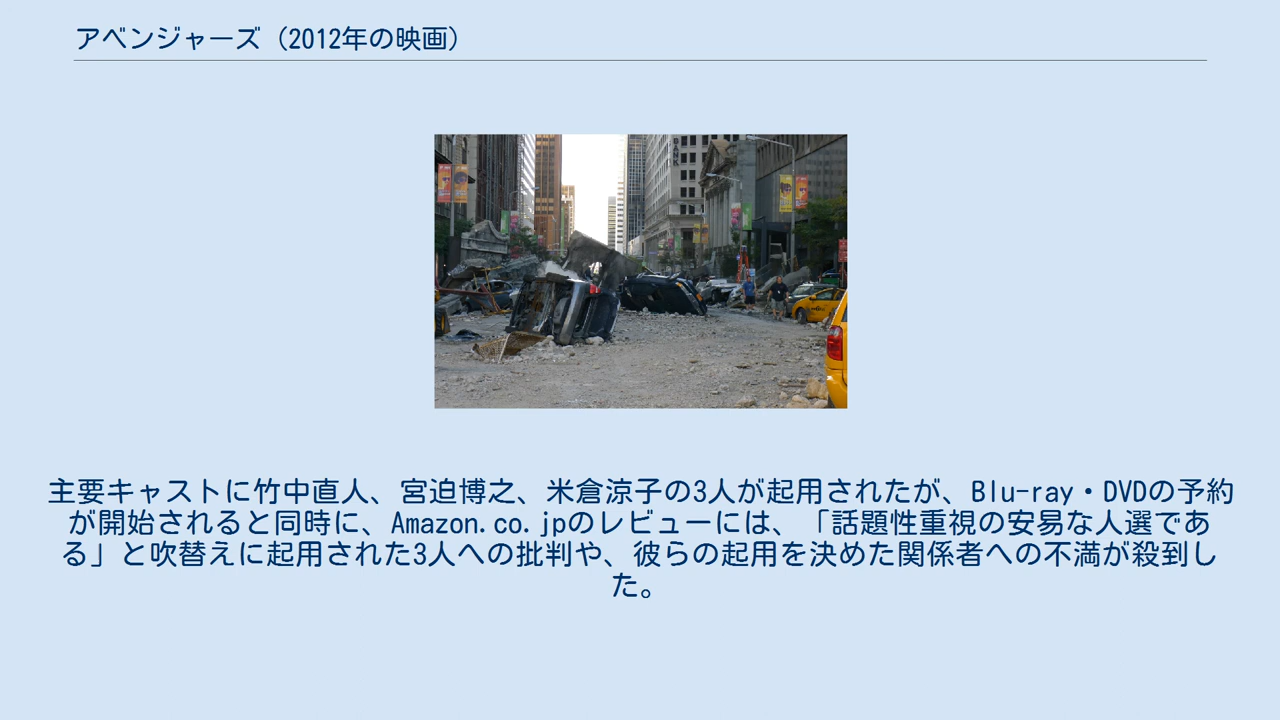 アベンジャーズ（2012年の映画）
主要キャストに竹中直人、宮迫博之、米倉涼子の3人が起用されたが、Blu-ray・DVDの予約
が開始されると同時に、Amazon.co.jpのレビューには、「話題性重視の安易な人選であ
る」と吹替えに起用された3人への批判や、彼らの起用を決めた関係者への不満が殺到し
た。